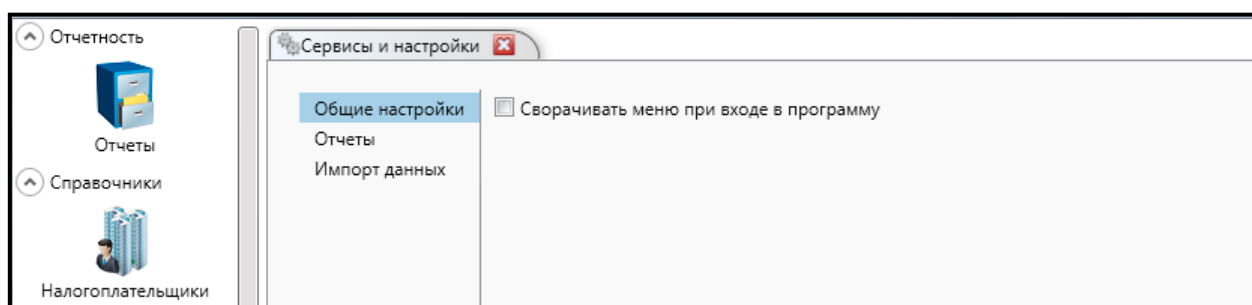 Отчетность
Отчеты
Справочники
Налогоплательщики
Сервисы и настройки
Общие настройки
Отчеты
Импорт данных
Сворачивать меню при входе в программу